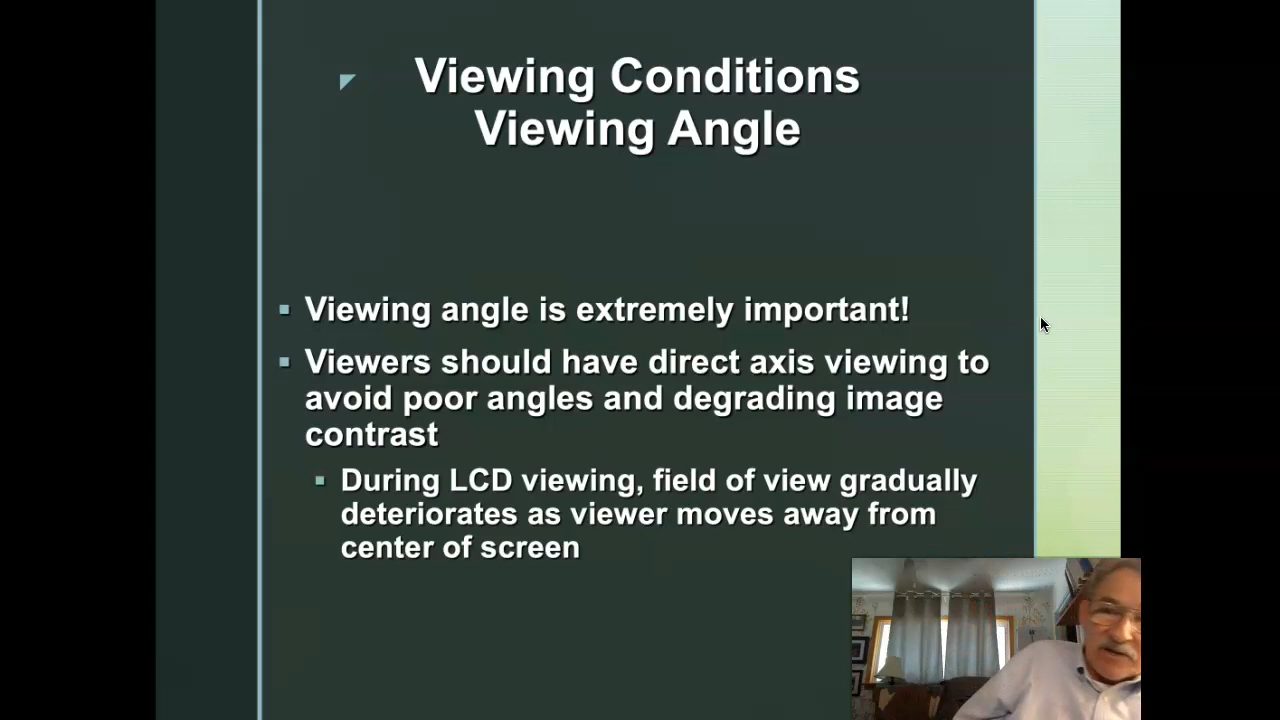 Viewing Conditions
Viewing Angle
Viewing angle is extremely important!
Viewers should have direct axis viewing to
avoid poor angles and degrading image
contrast
During LCD viewing, field of view gradually
deteriorates as viewer moves away from
center of screen